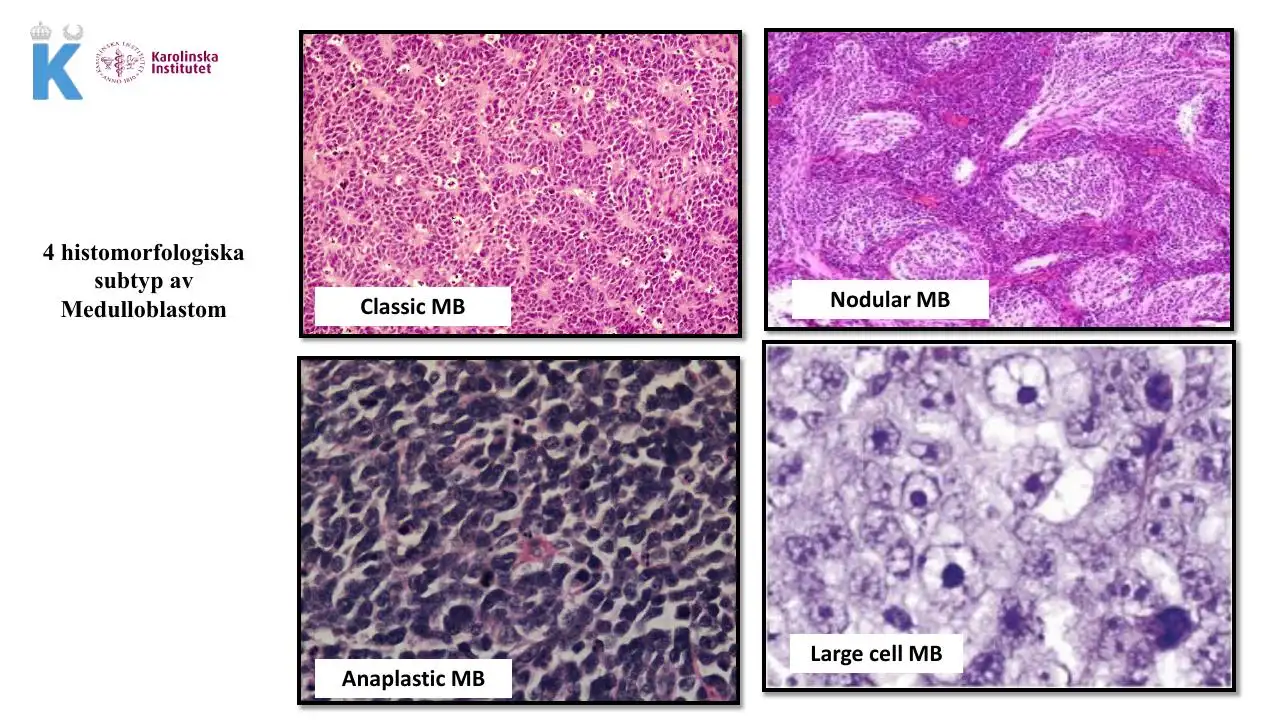 Karolinska
Institutet
4 histomorfologiska
subtyp av
Medulloblastom
Classic MB
Nodular MB
Anaplastic MB
Large cell MB